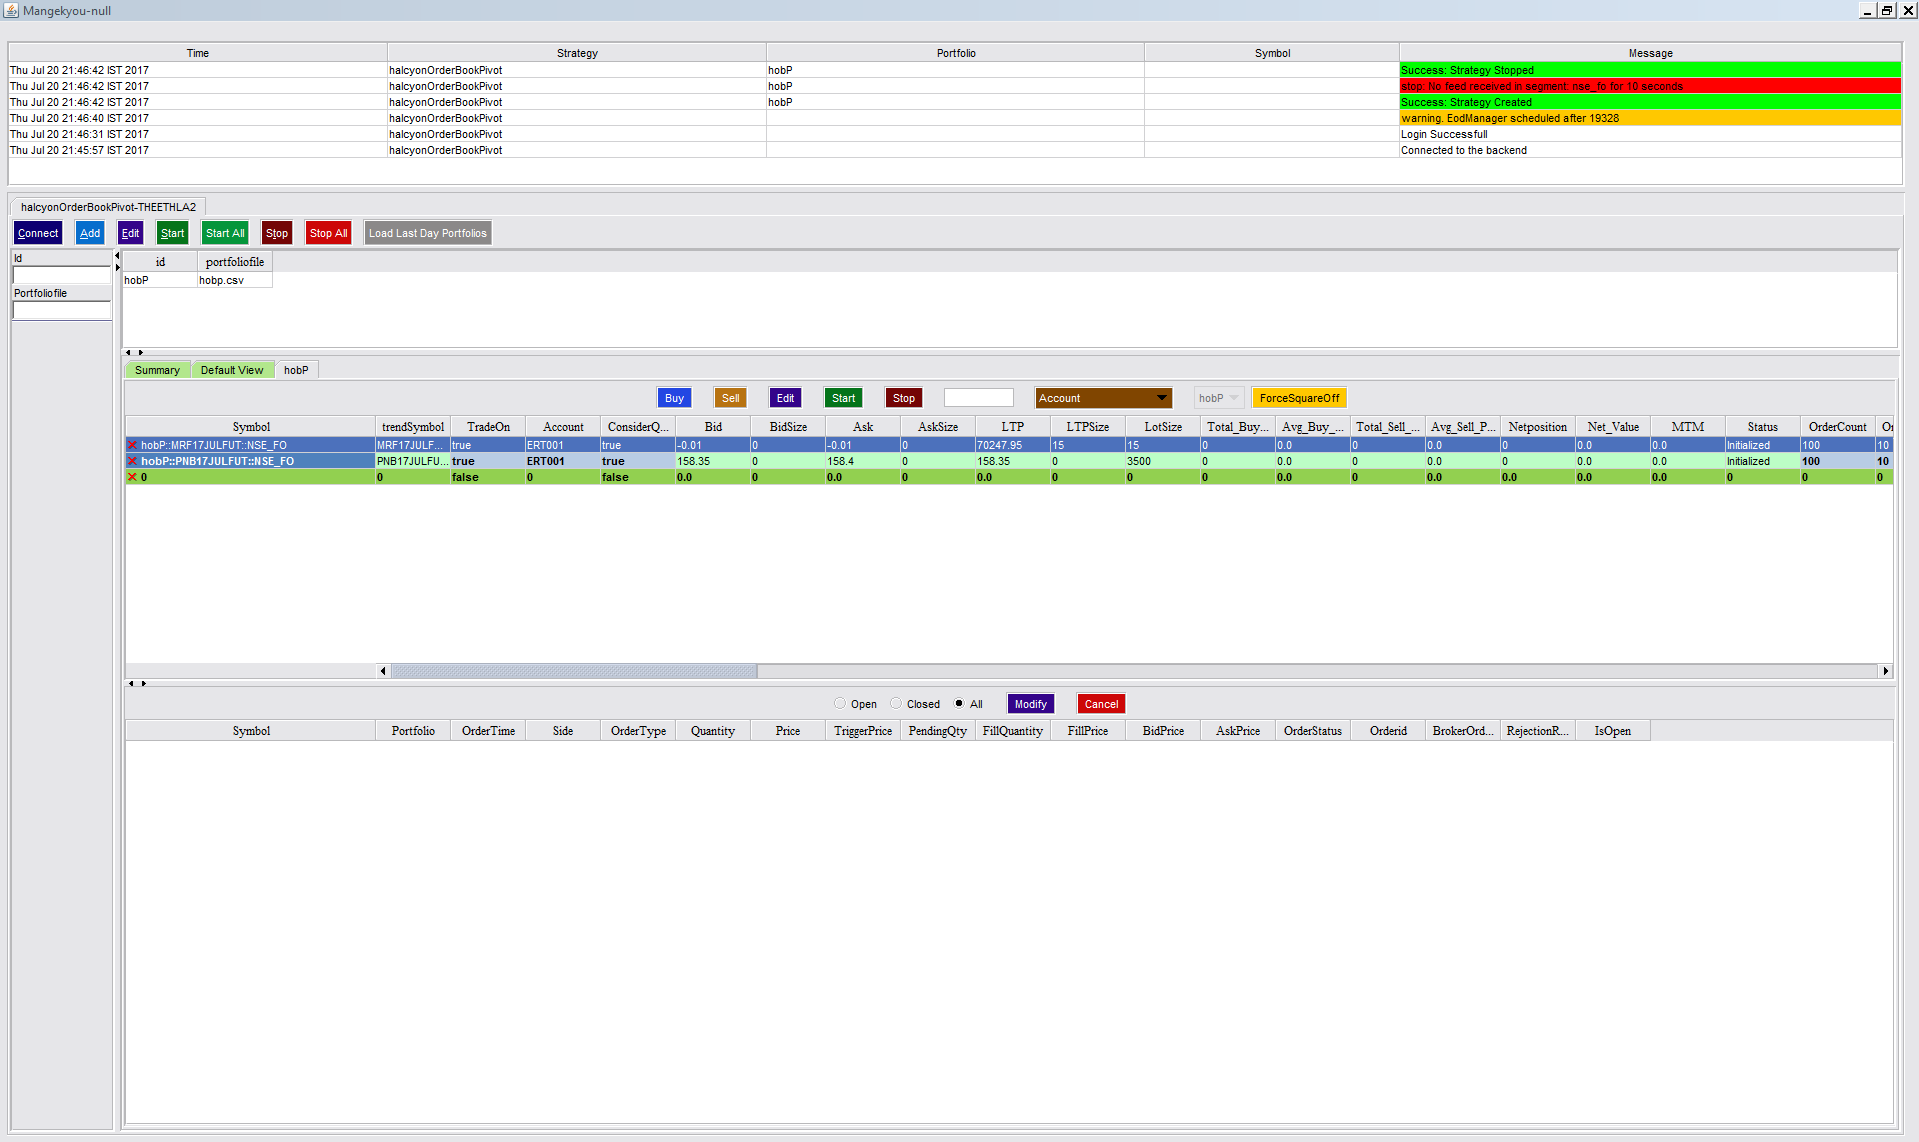 Mangekyou-null
Time Strategy Portfolio Symbol Message
Thu Jul 20 21:46:42 IST 2017 halcyonOrderBookPivot hobP Success: Strategy Stopped
Thu Jul 20 21:46:42 IST 2017 halcyonOrderBookPivot hobP stop: No feed received in segment: nse_fo for 10 seconds
Thu Jul 20 21:46:42 IST 2017 halcyonOrderBookPivot hobP Success: Strategy Created
Thu Jul 20 21:46:40 IST 2017 halcyonOrderBookPivot warning. EodManager scheduled after 19328
Thu Jul 20 21:46:31 IST 2017 halcyonOrderBookPivot Login Successfull
Thu Jul 20 21:45:57 IST 2017 halcyonOrderBookPivot Connected to the backend
halcyonOrderBookPivot-THEETHLA2
Connect Add Edit Start Start All Stop Stop All Load Last Day Portfolios
Id
Portfoliofile
id portfoliofile
hobP hobp.csv
Summary Default View hobP
Buy Sell Edit Start Stop Account hobP ForceSquareOff
Symbol trendSymbol TradeOn Account ConsiderQ... Bid BidSize Ask AskSize LTP LTPSize LotSize Total_Buy... Avg_Buy_... Total_Sell_... Avg_Sell_P... Netposition Net_Value MTM Status OrderCount Or
hobP::MRF17JULFUT::NSE_FO MRF17JULF... true ERT001 true -0.01 0 -0.01 0 70247.95 15 15 0 0.0 0 0.0 0 0.0 0.0 Initialized 100 10
hobP::PNB17JULFUT::NSE_FO PNB17JULFU... true ERT001 true 158.35 0 158.4 0 158.35 0 3500 0 0.0 0 0.0 0 0.0 0.0 Initialized 100 10
0 0 false 0 false 0.0 0 0.0 0 0.0 0 0 0 0.0 0 0.0 0.0 0.0 0.0 0 0 0
Open Closed All Modify Cancel
Symbol Portfolio OrderTime Side OrderType Quantity Price TriggerPrice PendingQty FillQuantity FillPrice BidPrice AskPrice OrderStatus Orderid BrokerOrd... RejectionR... IsOpen